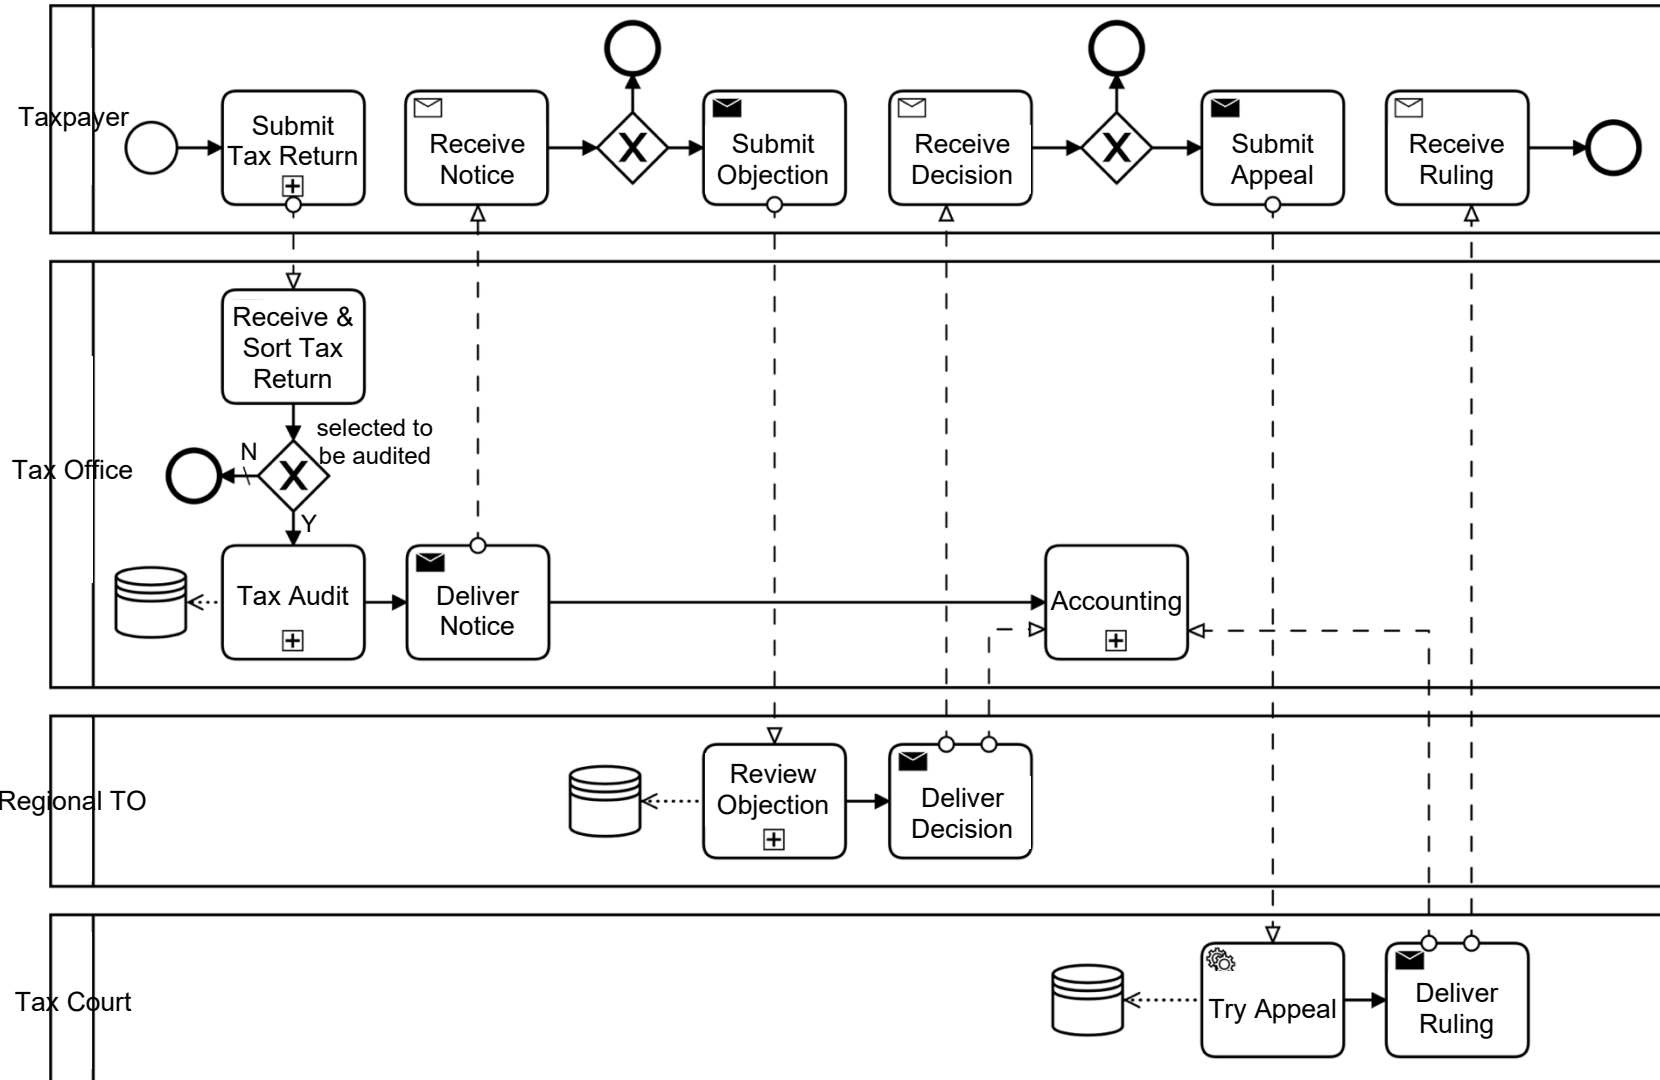 Taxpayer
Submit
Tax Return
Receive
Notice
X
Submit
Objection
Receive
Decision
X
Submit
Appeal
Receive
Ruling
Tax Office
Receive &
Sort Tax
Return
selected to
be audited
N
X
Y
Tax Audit
Deliver
Notice
Accounting
Regional TO
Review
Objection
Deliver
Decision
Tax Court
Try Appeal
Deliver
Ruling